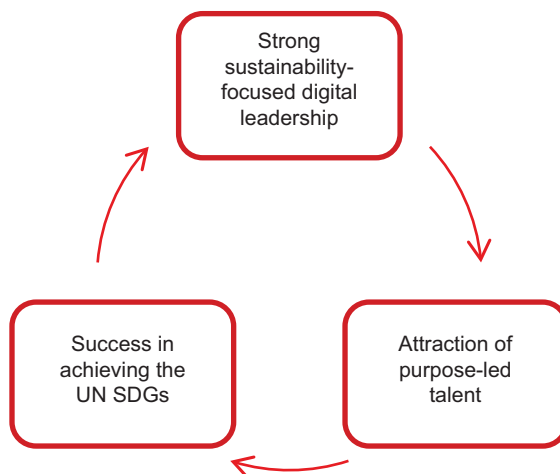 Strong
sustainability-
focused digital
leadership
Success in
achieving the
UN SDGs
Attraction of
purpose-led
talent